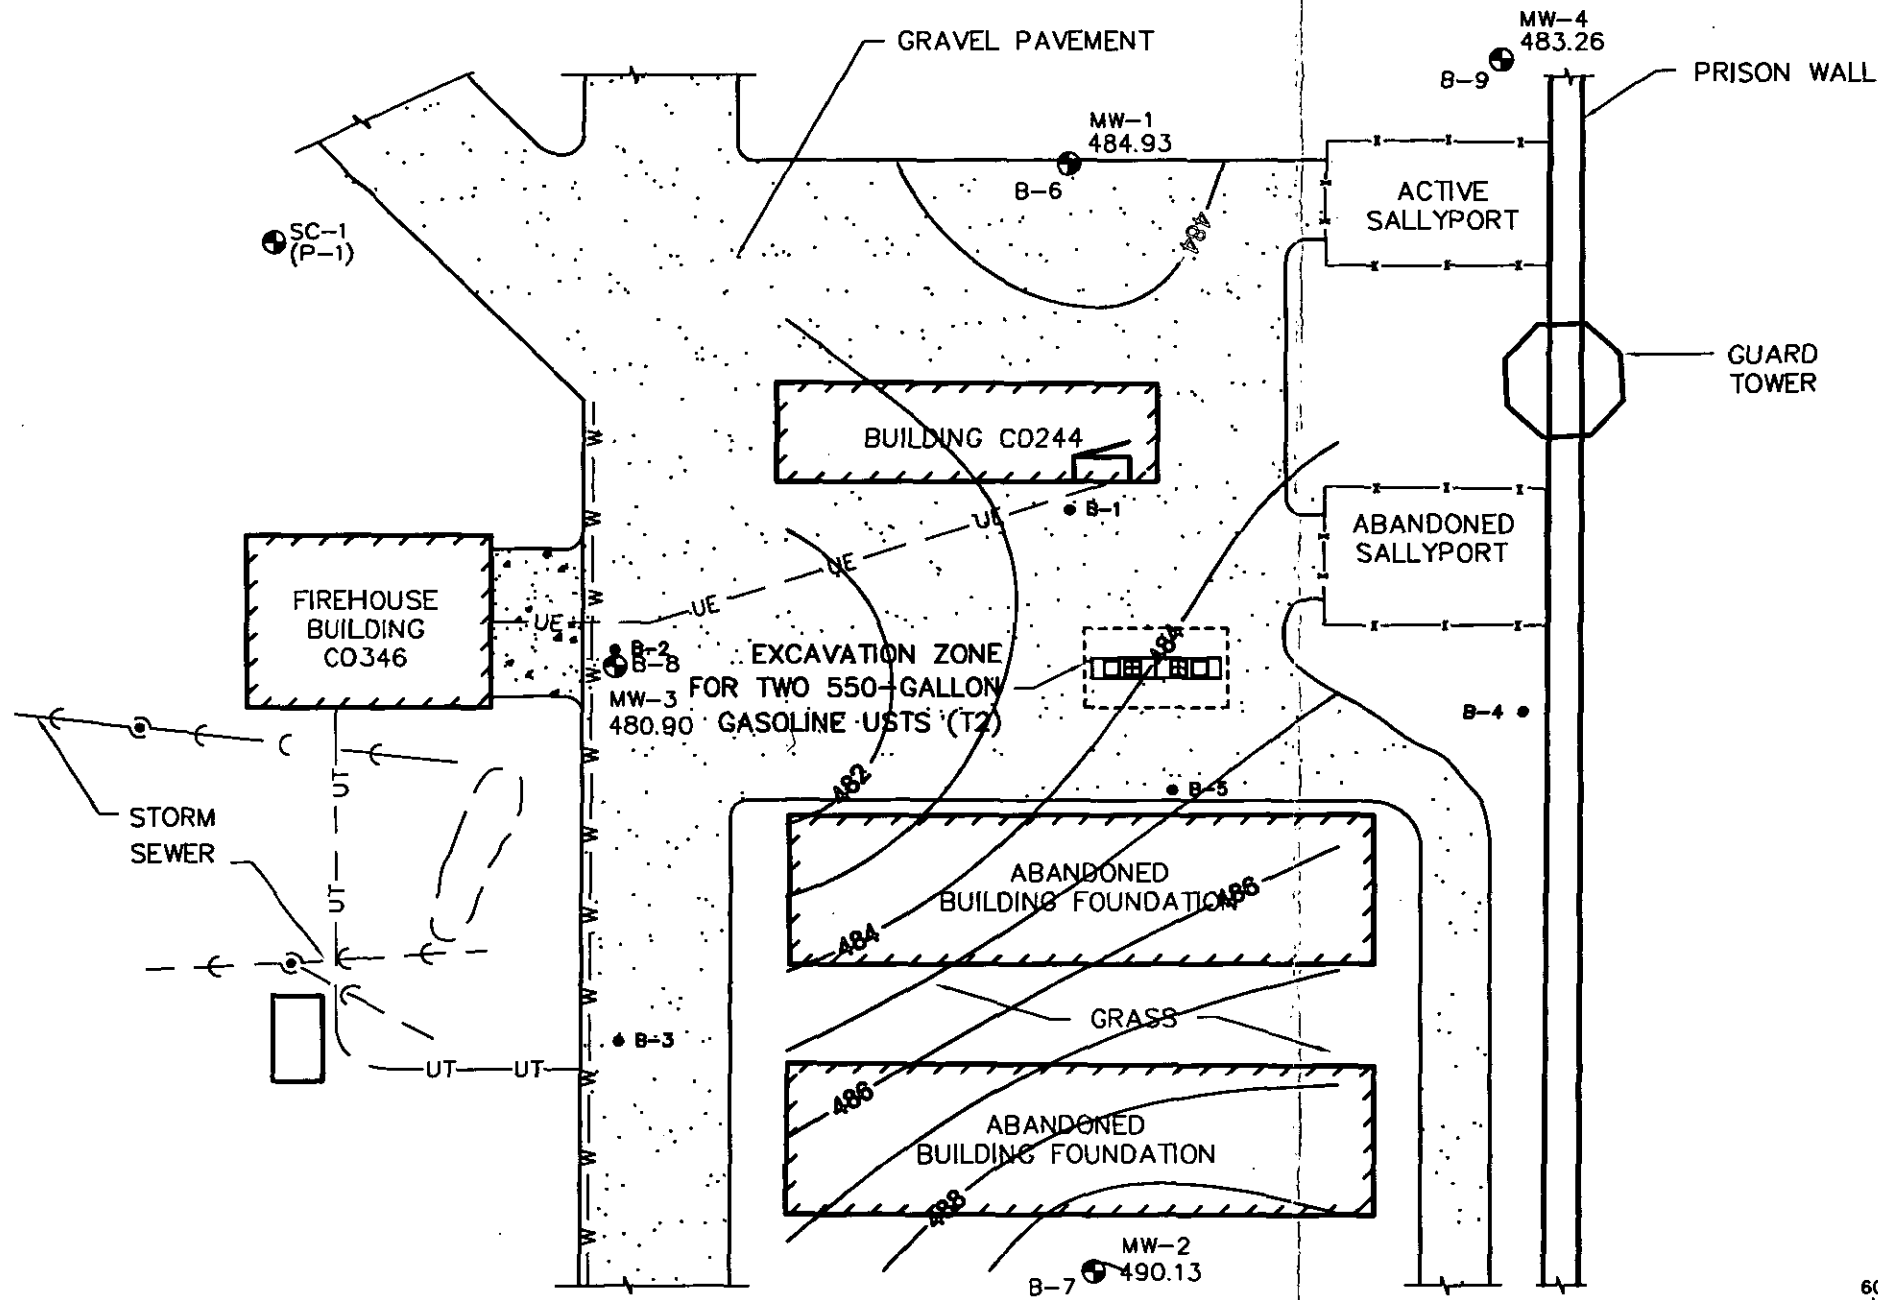 MW-4
483.26
GRAVEL PAVEMENT
B-9
PRISON WALL
MW-1
484.93
B-6
ACTIVE
SALLYPORT
484
SC-1
(P-1)
GUARD
TOWER
BUILDING CO244
W
B-1
UE
W
ABANDONED
SALLYPORT
UE
FIREHOUSE
BUILDING
CO346
W
UE
UE
484
B-2
B-8
EXCAVATION ZONE
FOR TWO 550-GALLON
GASOLINE USTS (T2)
W
MW-3
480.90
B-4
W
482
UT
B-5
STORM
SEWER
W
ABANDONED
BUILDING FOUNDATION
486
UT
W
484
W
GRASS
B-3
UT
UT
W
486
ABANDONED
BUILDING FOUNDATION
W
488
W
MW-2
490.13
B-7
60